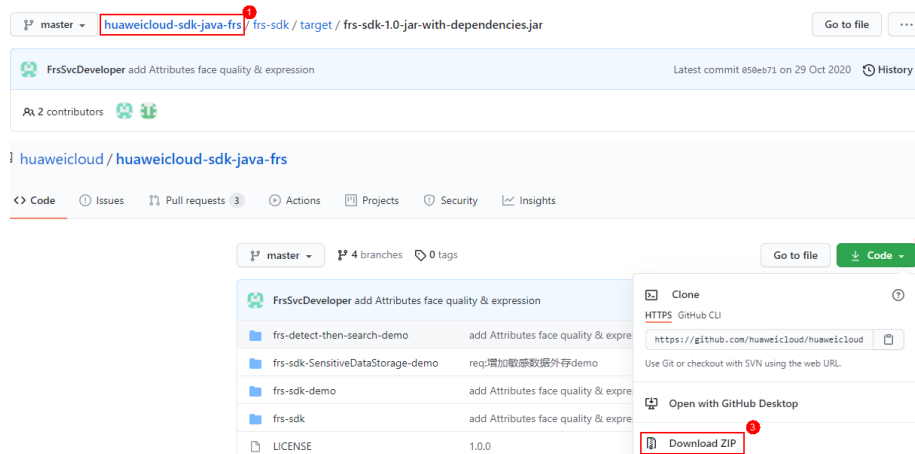 master huaweicloud-sdk-java-frs / frs-sdk / target / frs-sdk-1.0-jar-with-dependencies.jar Go to file ...
1
FrsSvcDeveloper add Attributes face quality & expression Latest commit 050eb71 on 29 Oct 2020 History
2 contributors
huaweicloud / huaweicloud-sdk-java-frs
Code Issues Pull requests 3 Actions Projects Security Insights
master 4 branches 0 tags Go to file Code
FrsSvcDeveloper add Attributes face quality & expression
frs-detect-then-search-demo add Attributes face quality & expre
frs-sdk-SensitiveDataStorage-demo req:增加敏感数据外存demo
frs-sdk-demo add Attributes face quality & expre
frs-sdk add Attributes face quality & expre
LICENSE 1.0.0
Clone
HTTPS GitHub CLI
https://github.com/huaweicloud/huaweicloud
Use Git or checkout with SVN using the web URL.
Open with GitHub Desktop
3
Download ZIP